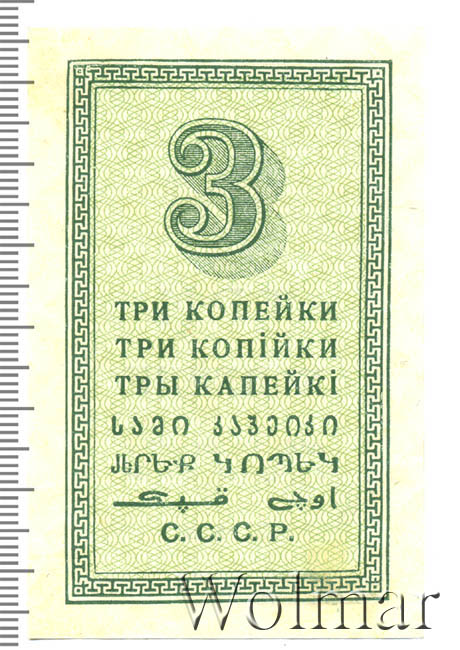 3
ТРИ КОПЕЙКИ
ТРИ КОПІЙКИ
ТРЫ КАПЕЙКІ
ᲡᲐᲛᲘ ᲙᲐᲞᲔᲘᲙᲘ
ԵՐԵՔ ԿՈՊԵԿ
اوچ قپیک
С. С. С. Р.
Wolmar